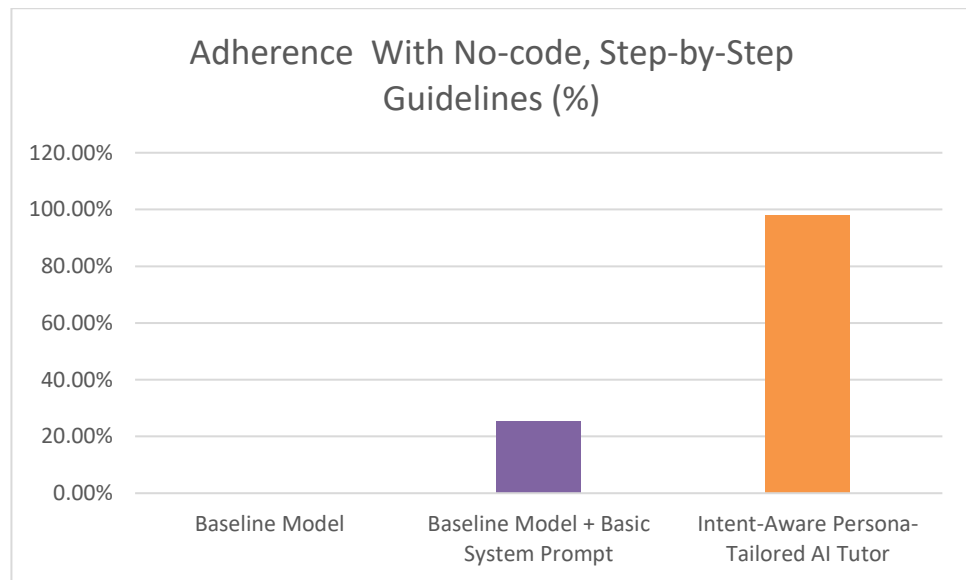 Adherence With No-code, Step-by-Step
Guidelines (%)
120.00%
100.00%
80.00%
60.00%
40.00%
20.00%
0.00%
Baseline Model
Baseline Model + Basic
System Prompt
Intent-Aware Persona-
Tailored AI Tutor